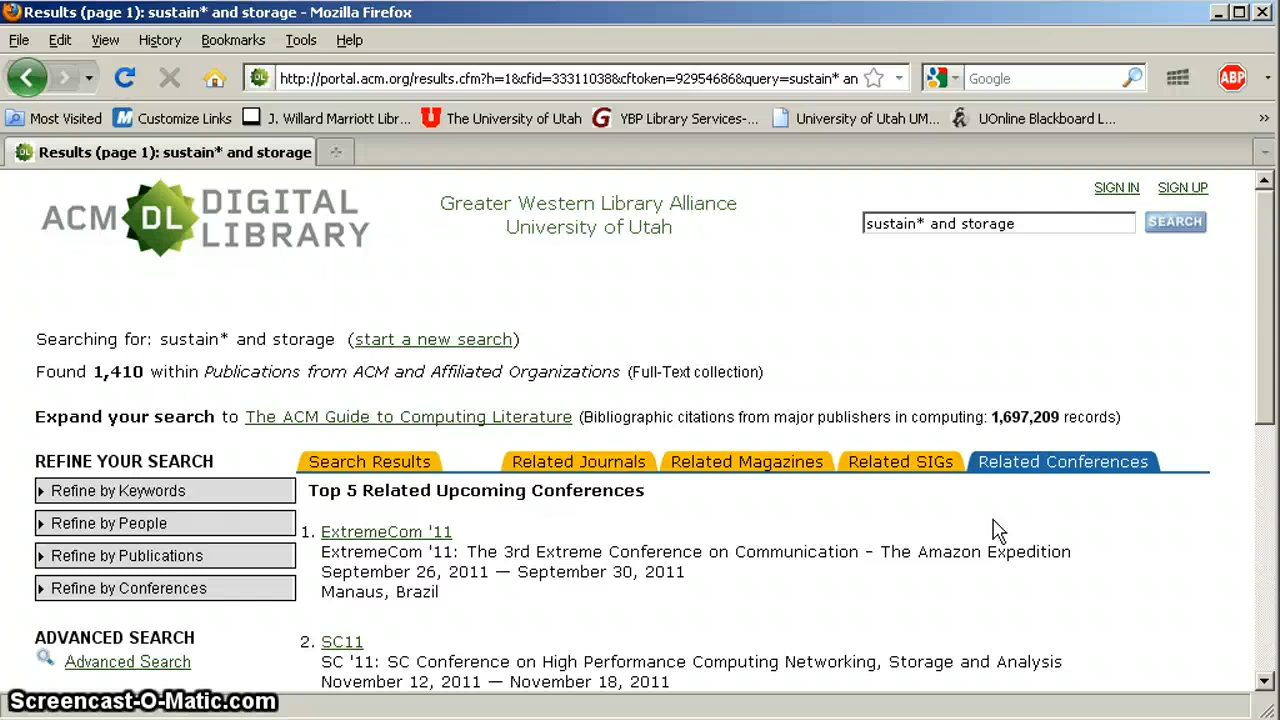 Results (page 1): sustain* and storage - Mozilla Firefox
File Edit View History Bookmarks Tools Help
http://portal.acm.org/results.cfm?h=1&cfid=33311038&cftoken=92954686&query=sustain* an
Google
ABP
Most Visited Customize Links J. Willard Marriott Libr... The University of Utah YBP Library Services-... University of Utah UM... UOnline Blackboard L...
Results (page 1): sustain* and storage
SIGN IN SIGN UP
ACM DL DIGITAL LIBRARY
Greater Western Library Alliance
University of Utah
sustain* and storage SEARCH
Searching for: sustain* and storage (start a new search)
Found 1,410 within Publications from ACM and Affiliated Organizations (Full-Text collection)
Expand your search to The ACM Guide to Computing Literature (Bibliographic citations from major publishers in computing: 1,697,209 records)
REFINE YOUR SEARCH
Refine by Keywords
Refine by People
Refine by Publications
Refine by Conferences
ADVANCED SEARCH
Advanced Search
Search Results Related Journals Related Magazines Related SIGs Related Conferences
Top 5 Related Upcoming Conferences
1. ExtremeCom '11
ExtremeCom '11: The 3rd Extreme Conference on Communication - The Amazon Expedition
September 26, 2011 — September 30, 2011
Manaus, Brazil
2. SC11
SC '11: SC Conference on High Performance Computing Networking, Storage and Analysis
November 12, 2011 — November 18, 2011
Screencast-O-Matic.com